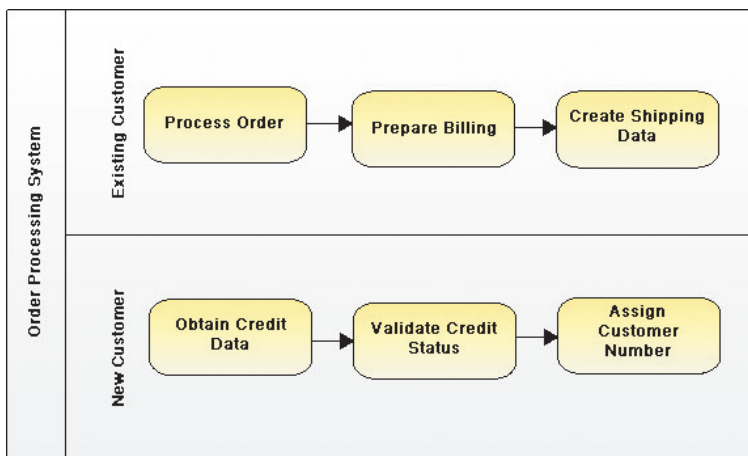 Order Processing System
Existing Customer
Process Order
Prepare Billing
Create Shipping
Data
New Customer
Obtain Credit
Data
Validate Credit
Status
Assign
Customer
Number